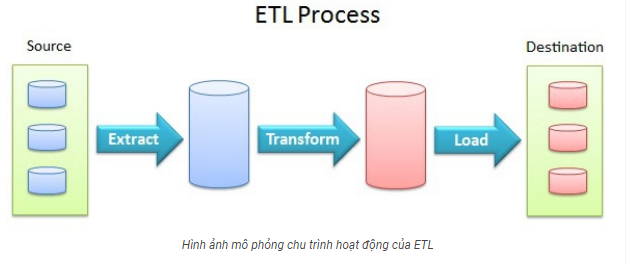 ETL Process
Source
Destination
Extract
Transform
Load
Hình ảnh mô phỏng chu trình hoạt động của ETL